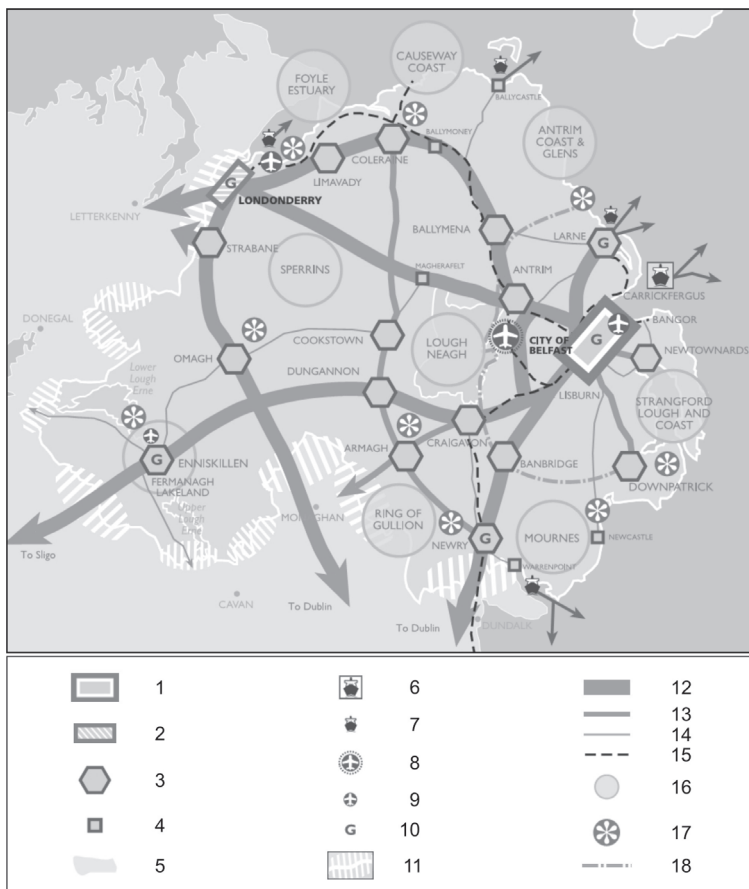 CAUSEWAY
COAST
FOYLE
ESTUARY
BALLYCASTLE
ANTRIM
COAST &
GLENS
BALLYMONEY
COLERAINE
LIMAVADY
G
LONDONDERRY
LETTERKENNY
STRABANE
BALLYMENA
LARNE
G
SPERRINS
MAGHERAFELT
ANTRIM
CARRICKFERGUS
DONEGAL
BANGOR
COOKSTOWN
LOUGH
NEAGH
CITY OF
BELFAST
G
NEWTOWNARDS
OMAGH
Lower
Lough
Erne
DUNGANNON
LISBURN
STRANGFORD
LOUGH AND
COAST
CRAIGAVON
ARMAGH
G
ENNISKILLEN
FERMANAGH
LAKELAND
BANBRIDGE
DOWNPATRICK
Upper
Lough
Erne
MONAGHAN
RING OF
GULLION
NEWRY
G
MOURNES
NEWCASTLE
To Sligo
WARRENPOINT
CAVAN
To Dublin
To Dublin
DUNDALK
1
2
3
4
5
6
7
8
9
G
10
11
12
13
14
15
16
17
18